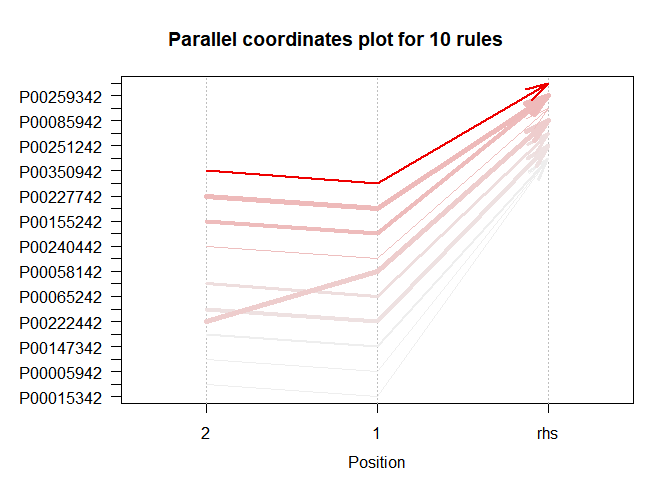 Parallel coordinates plot for 10 rules
P00259342
P00085942
P00251242
P00350942
P00227742
P00155242
P00240442
P00058142
P00065242
P00222442
P00147342
P00005942
P00015342
2 1 rhs
Position